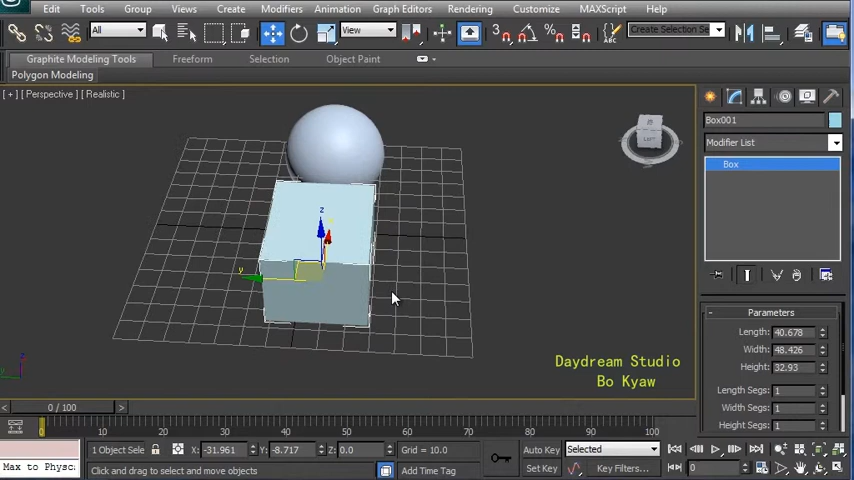 Edit Tools Group Views Create Modifiers Animation Graph Editors Rendering Customize MAXScript Help
All View Create Selection Se
Graphite Modeling Tools Freeform Selection Object Paint
Polygon Modeling
[ + ] [ Perspective ] [ Realistic ]
LEFT
Box001
Modifier List
Box
z
y
Parameters
Length: 40.678
Width: 48.426
Height: 32.93
Length Segs: 1
Width Segs: 1
Height Segs: 1
Daydream Studio
Bo Kyaw
z
0 / 100
0 10 20 30 40 50 60 70 80 90 100
1 Object Sele X: -31.961 Y: -8.717 Z: 0.0 Grid = 10.0 Auto Key Selected
Max to Physc Click and drag to select and move objects Add Time Tag Set Key Key Filters... 0